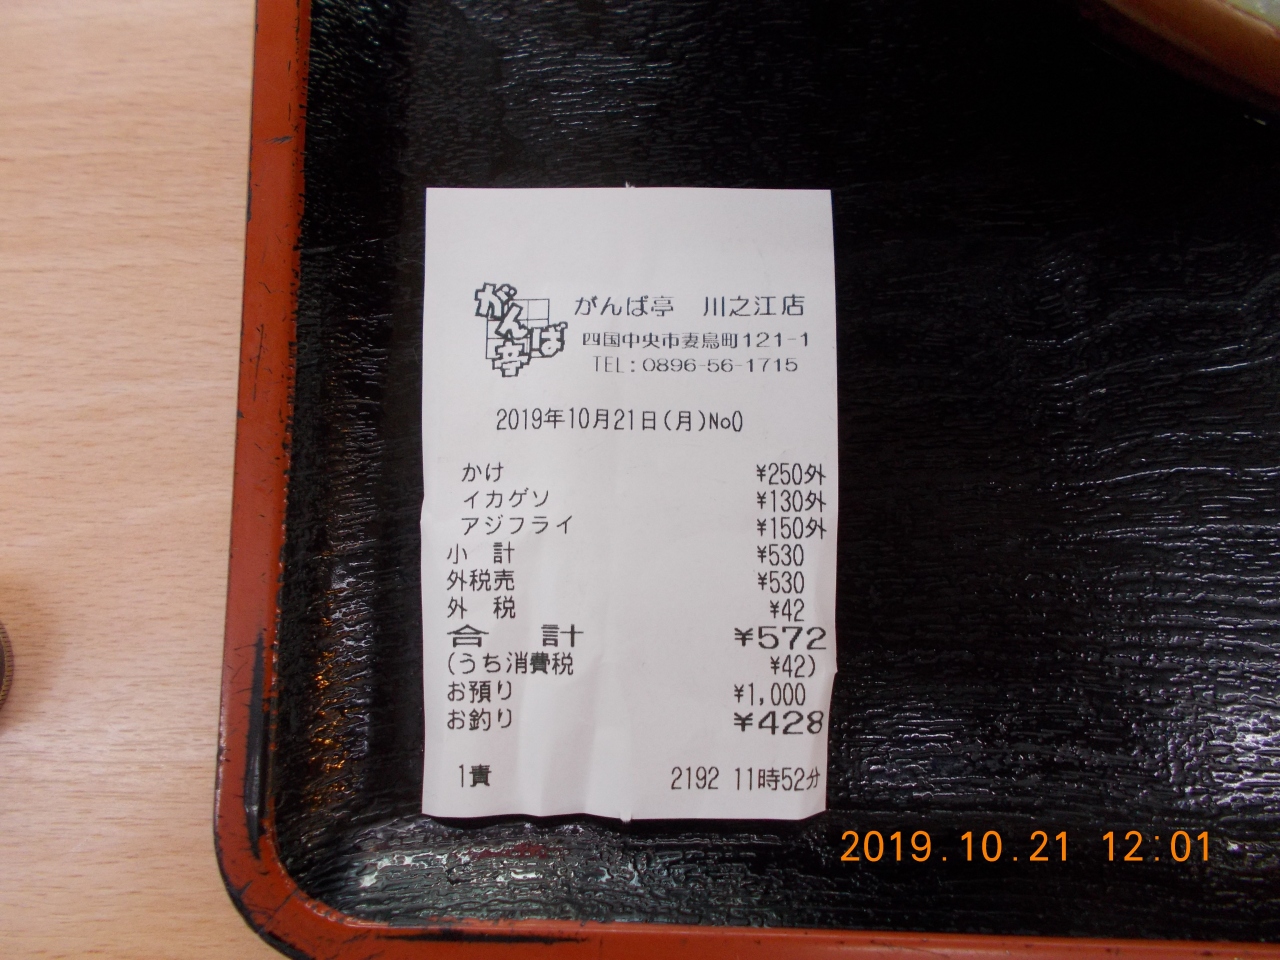 がんば亭
がんば亭 川之江店
四国中央市妻鳥町121-1
TEL:0896-56-1715
2019年10月21日(月)No0
かけ ¥250外
イカゲソ ¥130外
アジフライ ¥150外
小 計 ¥530
外税売 ¥530
外 税 ¥42
合 計 ¥572
(うち消費税 ¥42)
お預り ¥1,000
お釣り ¥428
1責 2192 11時52分
2019.10.21 12:01